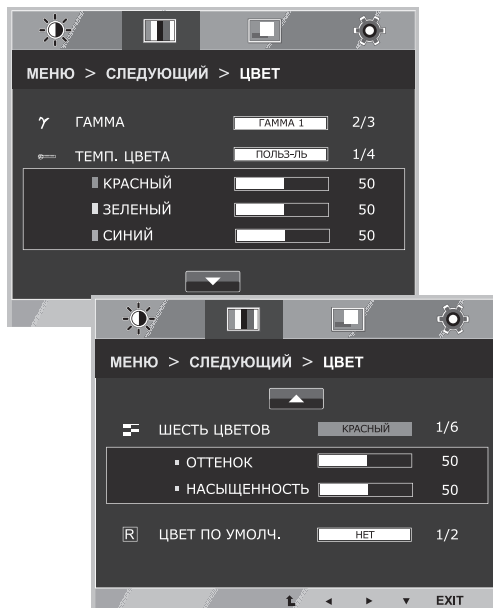 МЕНЮ > СЛЕДУЮЩИЙ > ЦВЕТ
γ ГАММА ГАММА 1 2/3
ТЕМП. ЦВЕТА ПОЛЬЗ-ЛЬ 1/4
КРАСНЫЙ 50
ЗЕЛЕНЫЙ 50
СИНИЙ 50
МЕНЮ > СЛЕДУЮЩИЙ > ЦВЕТ
ШЕСТЬ ЦВЕТОВ КРАСНЫЙ 1/6
ОТТЕНОК 50
НАСЫЩЕННОСТЬ 50
R ЦВЕТ ПО УМОЛЧ. НЕТ 1/2
EXIT